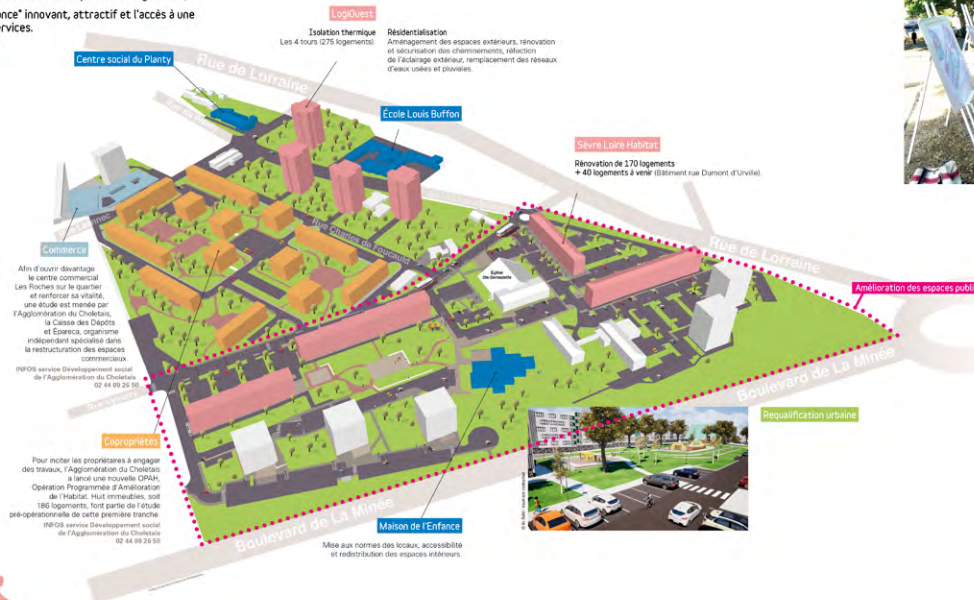 once" innovant, attractif et l'accès à une
ervices.
LogiOuest
Isolation thermique
Les 4 tours (275 logements).
Résidentialisation
Aménagement des espaces extérieurs, rénovation
et sécurisation des cheminements, réfection
de l'éclairage extérieur, remplacement des réseaux
d'eaux usées et pluviales.
Centre social du Planty
Rue de Lorraine
École Louis Buffon
Sèvre Loire Habitat
Rénovation de 170 logements
+ 40 logements à venir (Bâtiment rue Dumont d'Urville).
Rue Charles de Foucauld
Commerce
Afin d'ouvrir davantage
le centre commercial
Les Roches sur le quartier
et renforcer sa vitalité,
une étude est menée par
l'Agglomération du Choletais,
la Caisse des Dépôts
et Épareca, organisme
indépendant spécialisé dans
la restructuration des espaces
commerciaux.
INFOS service Développement social
de l'Agglomération du Choletais
02 44 09 26 50
Église
Ste-Bernadette
Rue de Lorraine
Amélioration des espaces publi
Boulevard de La Minée
Requalification urbaine
Copropriétés
Pour inciter les propriétaires à engager
des travaux, l'Agglomération du Choletais
a lancé une nouvelle OPAH,
Opération Programmée d'Amélioration
de l'Habitat. Huit immeubles, soit
186 logements, font partie de l'étude
pré-opérationnelle de cette première tranche.
INFOS service Développement social
de l'Agglomération du Choletais
02 44 09 26 50
Boulevard de La Minée
Maison de l'Enfance
Mise aux normes des locaux, accessibilité
et redistribution des espaces intérieurs.